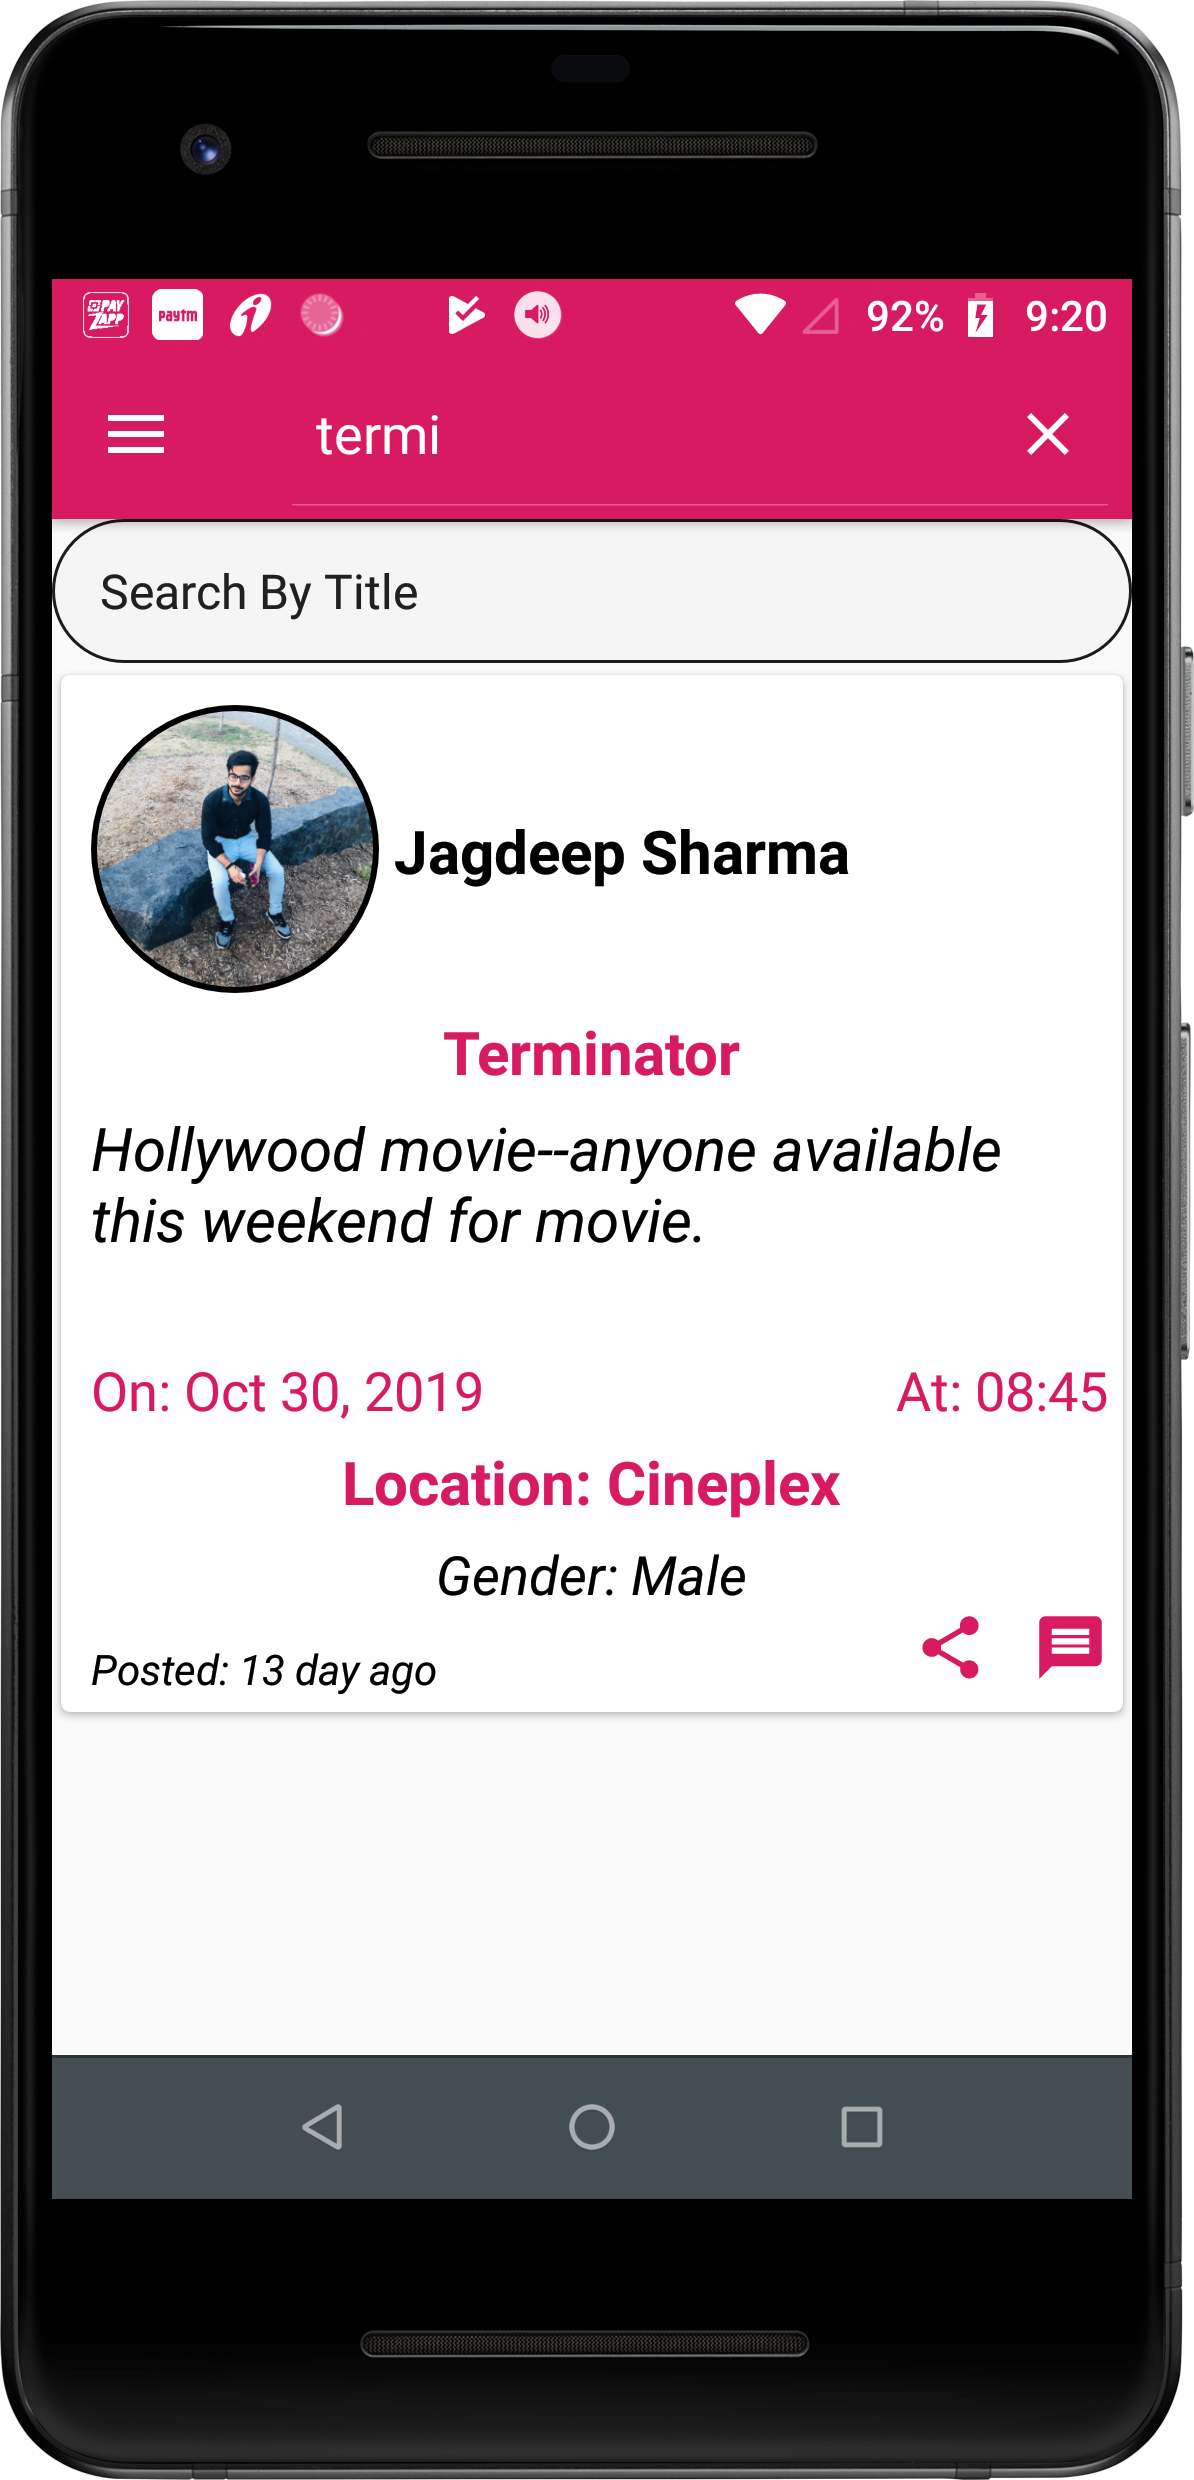 PAY
ZAPP
paytm
92%
9:20
termi
Search By Title
Jagdeep Sharma
Terminator
Hollywood movie--anyone available
this weekend for movie.
On: Oct 30, 2019
At: 08:45
Location: Cineplex
Gender: Male
Posted: 13 day ago